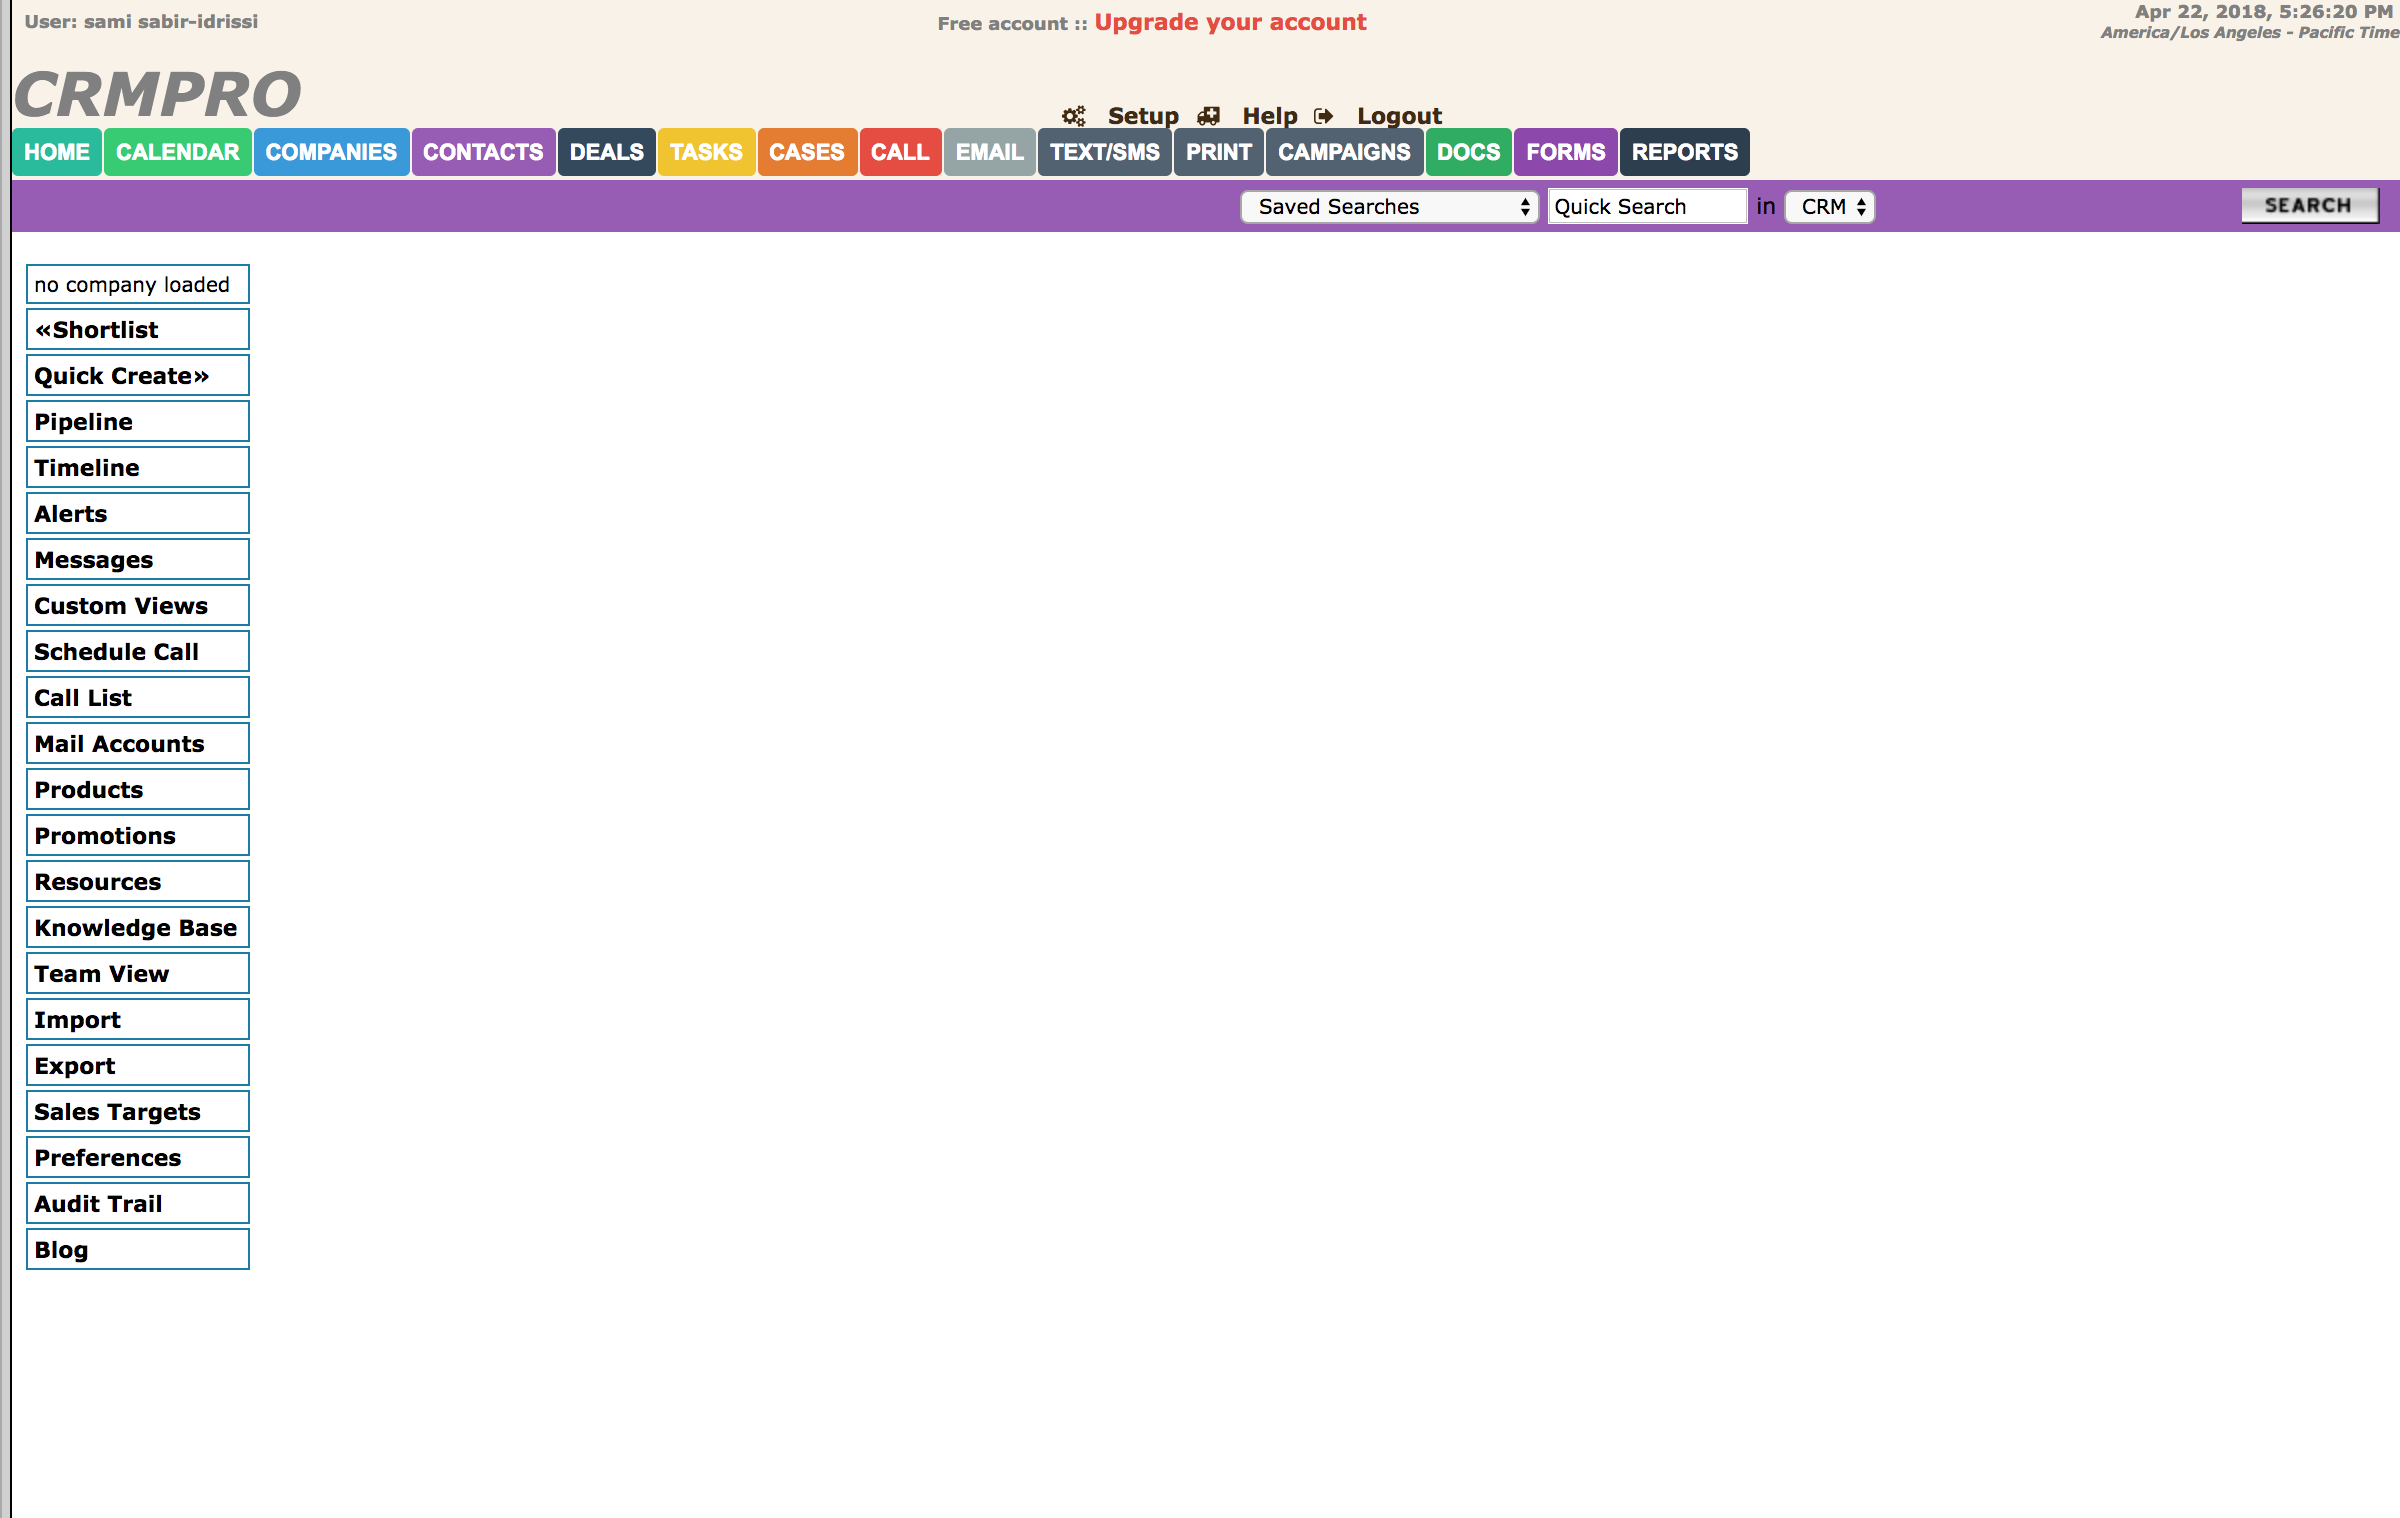 User: sami sabir-idrissi
Free account :: Upgrade your account
Apr 22, 2018, 5:26:20 PM
America/Los Angeles - Pacific Time
CRMPRO
Setup Help Logout
HOME CALENDAR COMPANIES CONTACTS DEALS TASKS CASES CALL EMAIL TEXT/SMS PRINT CAMPAIGNS DOCS FORMS REPORTS
Saved Searches Quick Search in CRM SEARCH
no company loaded
«Shortlist
Quick Create»
Pipeline
Timeline
Alerts
Messages
Custom Views
Schedule Call
Call List
Mail Accounts
Products
Promotions
Resources
Knowledge Base
Team View
Import
Export
Sales Targets
Preferences
Audit Trail
Blog